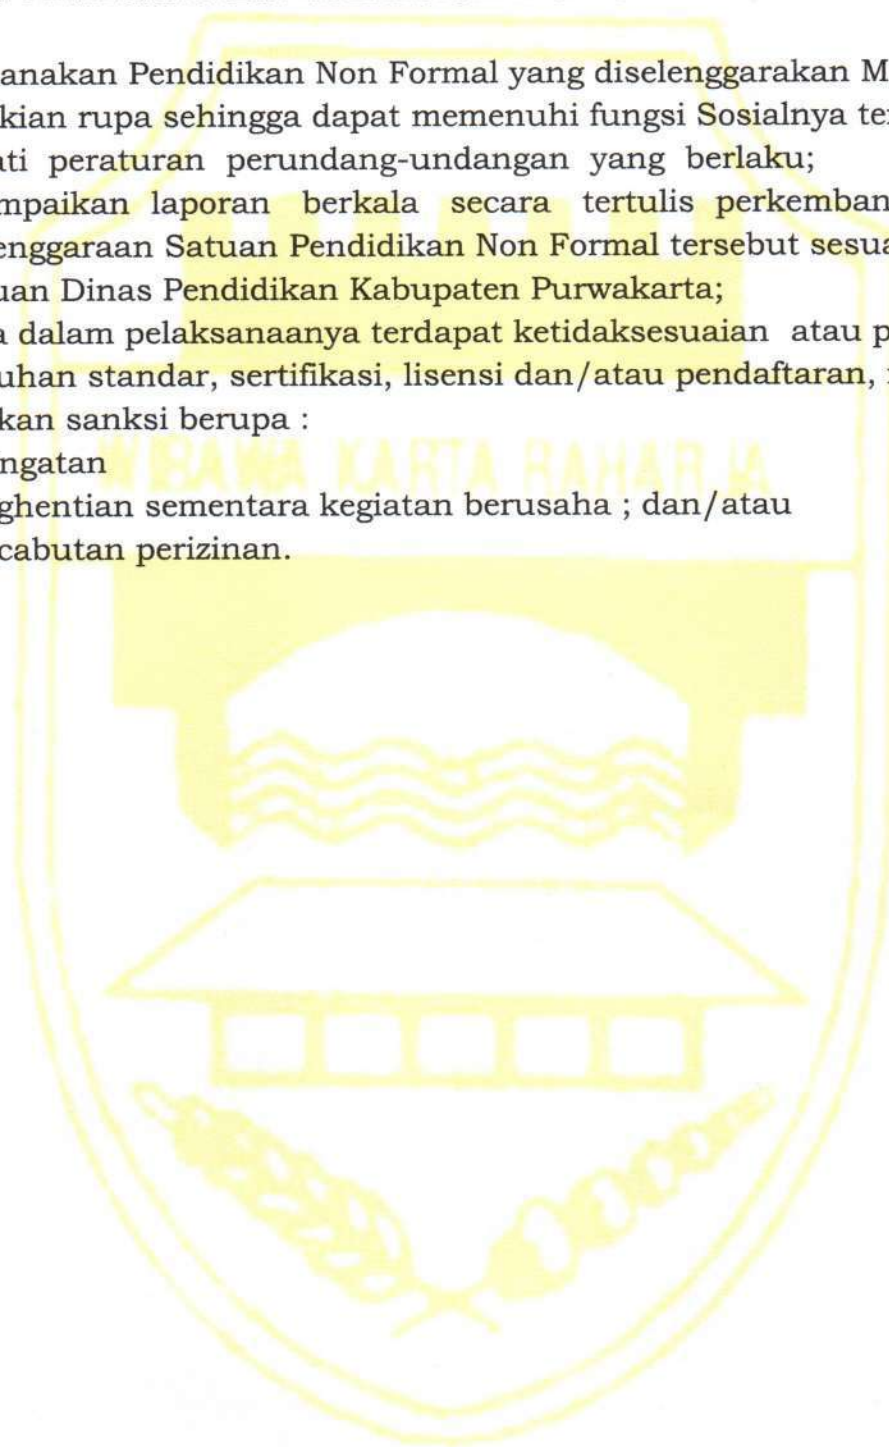 anakan Pendidikan Non Formal yang diselenggarakan M
kian rupa sehingga dapat memenuhi fungsi Sosialnya te
ati peraturan perundang-undangan yang berlaku;
mpaikan laporan berkala secara tertulis perkemban
enggaraan Satuan Pendidikan Non Formal tersebut sesua
uan Dinas Pendidikan Kabupaten Purwakarta;
a dalam pelaksanaanya terdapat ketidaksesuaian atau p
uhan standar, sertifikasi, lisensi dan/atau pendaftaran,
kan sanksi berupa :
WIBAWA KARTA RAHARJA
ngatan
ghentian sementara kegiatan berusaha ; dan/atau
cabutan perizinan.